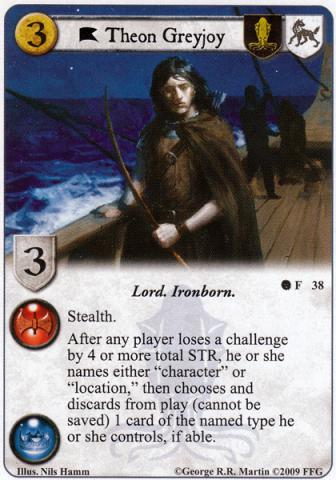 3 Theon Greyjoy
3
Lord. Ironborn.
F 38
Stealth.
After any player loses a challenge
by 4 or more total STR, he or she
names either “character” or
“location,” then chooses and
discards from play (cannot be
saved) 1 card of the named type he
or she controls, if able.
Illus. Nils Hamm ©George R.R. Martin ©2009 FFG